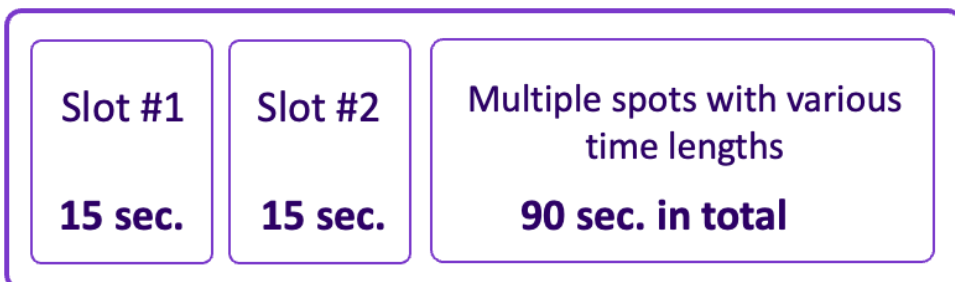 Slot #1
15 sec.
Slot #2
15 sec.
Multiple spots with various
time lengths
90 sec. in total